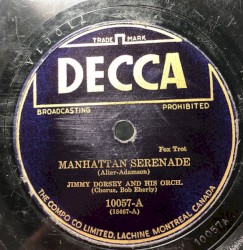 TRADE MARK
DECCA
BROADCASTING PROHIBITED
Fox Trot
MANHATTAN SERENADE
(Alter-Adamson)
JIMMY DORSEY AND HIS ORCH.
(Chorus, Bob Eberly)
10057-A
(18467-A)
THE COMPO CO. LIMITED, LACHINE MONTREAL CANADA
10057A